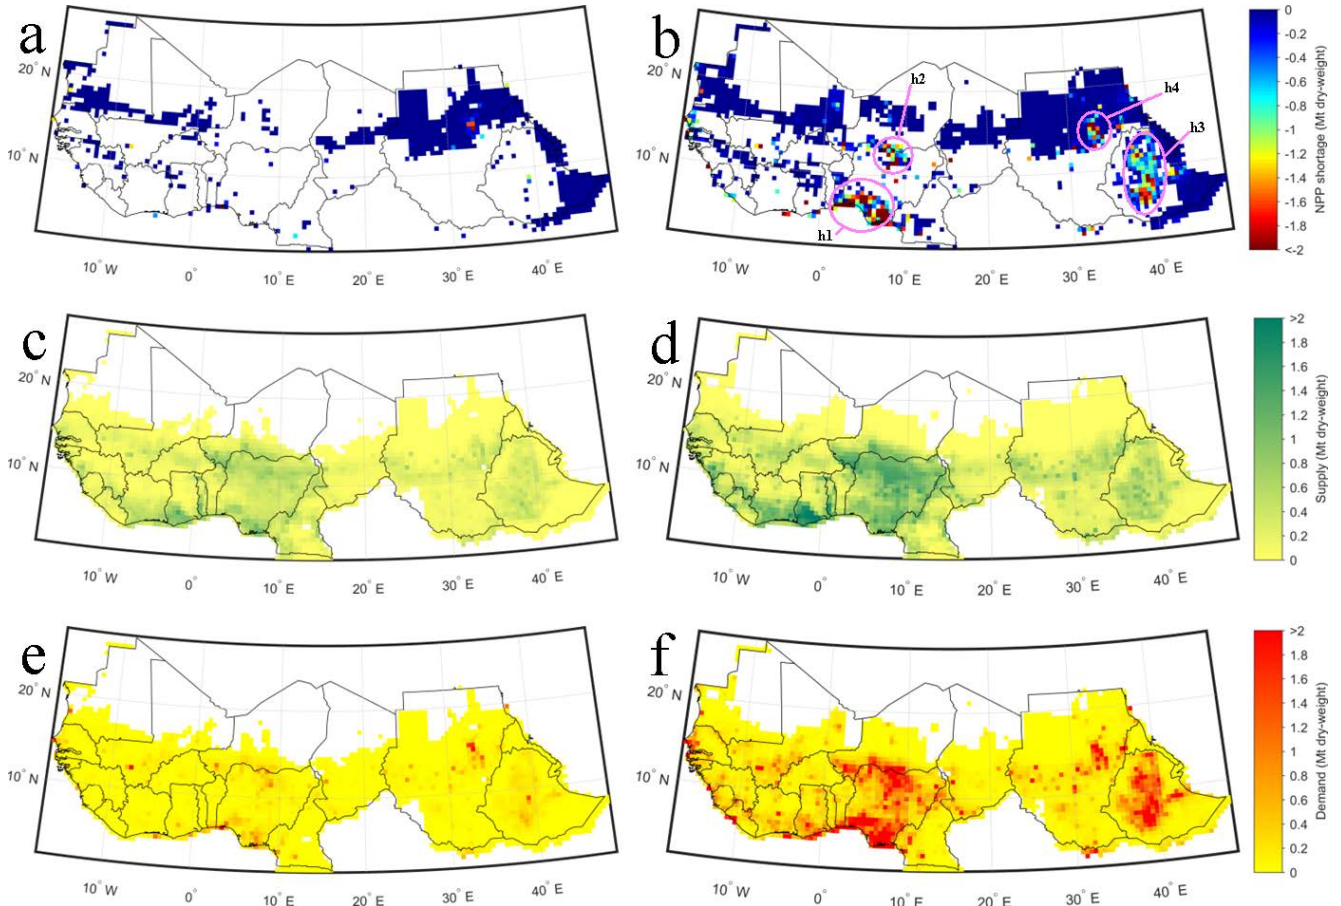 a
20° N
10° N
10° W
0°
10° E
20° E
30° E
40° E
b
h2
h4
h3
h1
20° N
10° N
10° W
0°
10° E
20° E
30° E
40° E
0
-0.2
-0.4
-0.6
-0.8
-1
-1.2
-1.4
-1.6
-1.8
<-2
NPP shortage (Mt dry-weight)
c
20° N
10° N
10° W
0°
10° E
20° E
30° E
40° E
d
20° N
10° N
10° W
0°
10° E
20° E
30° E
40° E
>2
1.8
1.6
1.4
1.2
1
0.8
0.6
0.4
0.2
0
Supply (Mt dry-weight)
e
20° N
10° N
10° W
0°
10° E
20° E
30° E
40° E
f
20° N
10° N
10° W
0°
10° E
20° E
30° E
40° E
>2
1.8
1.6
1.4
1.2
1
0.8
0.6
0.4
0.2
0
Demand (Mt dry-weight)